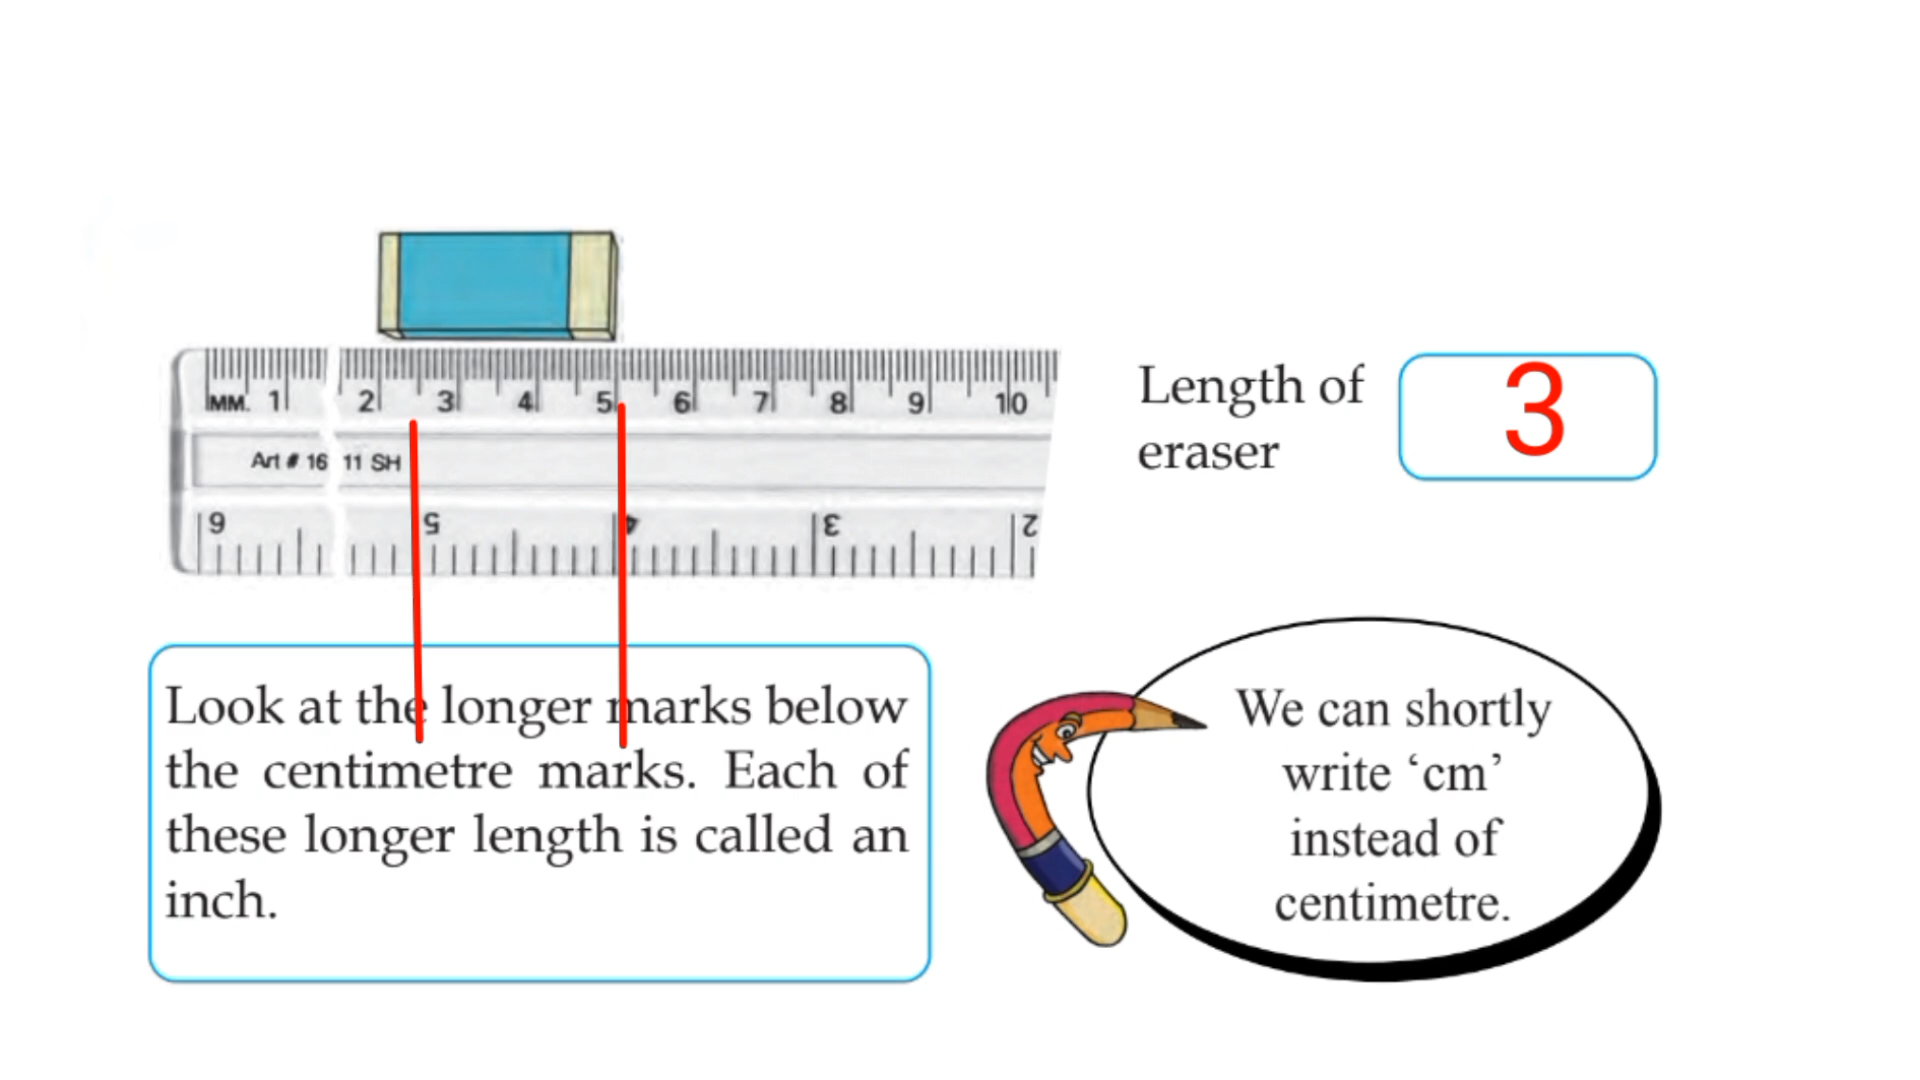 MM. 1 2 3 4 5 6 7 8 9 10
Art # 16 11 SH
6 5 4 3 2
Length of
eraser
3
Look at the longer marks below
the centimetre marks. Each of
these longer length is called an
inch.
We can shortly
write ‘cm’
instead of
centimetre.